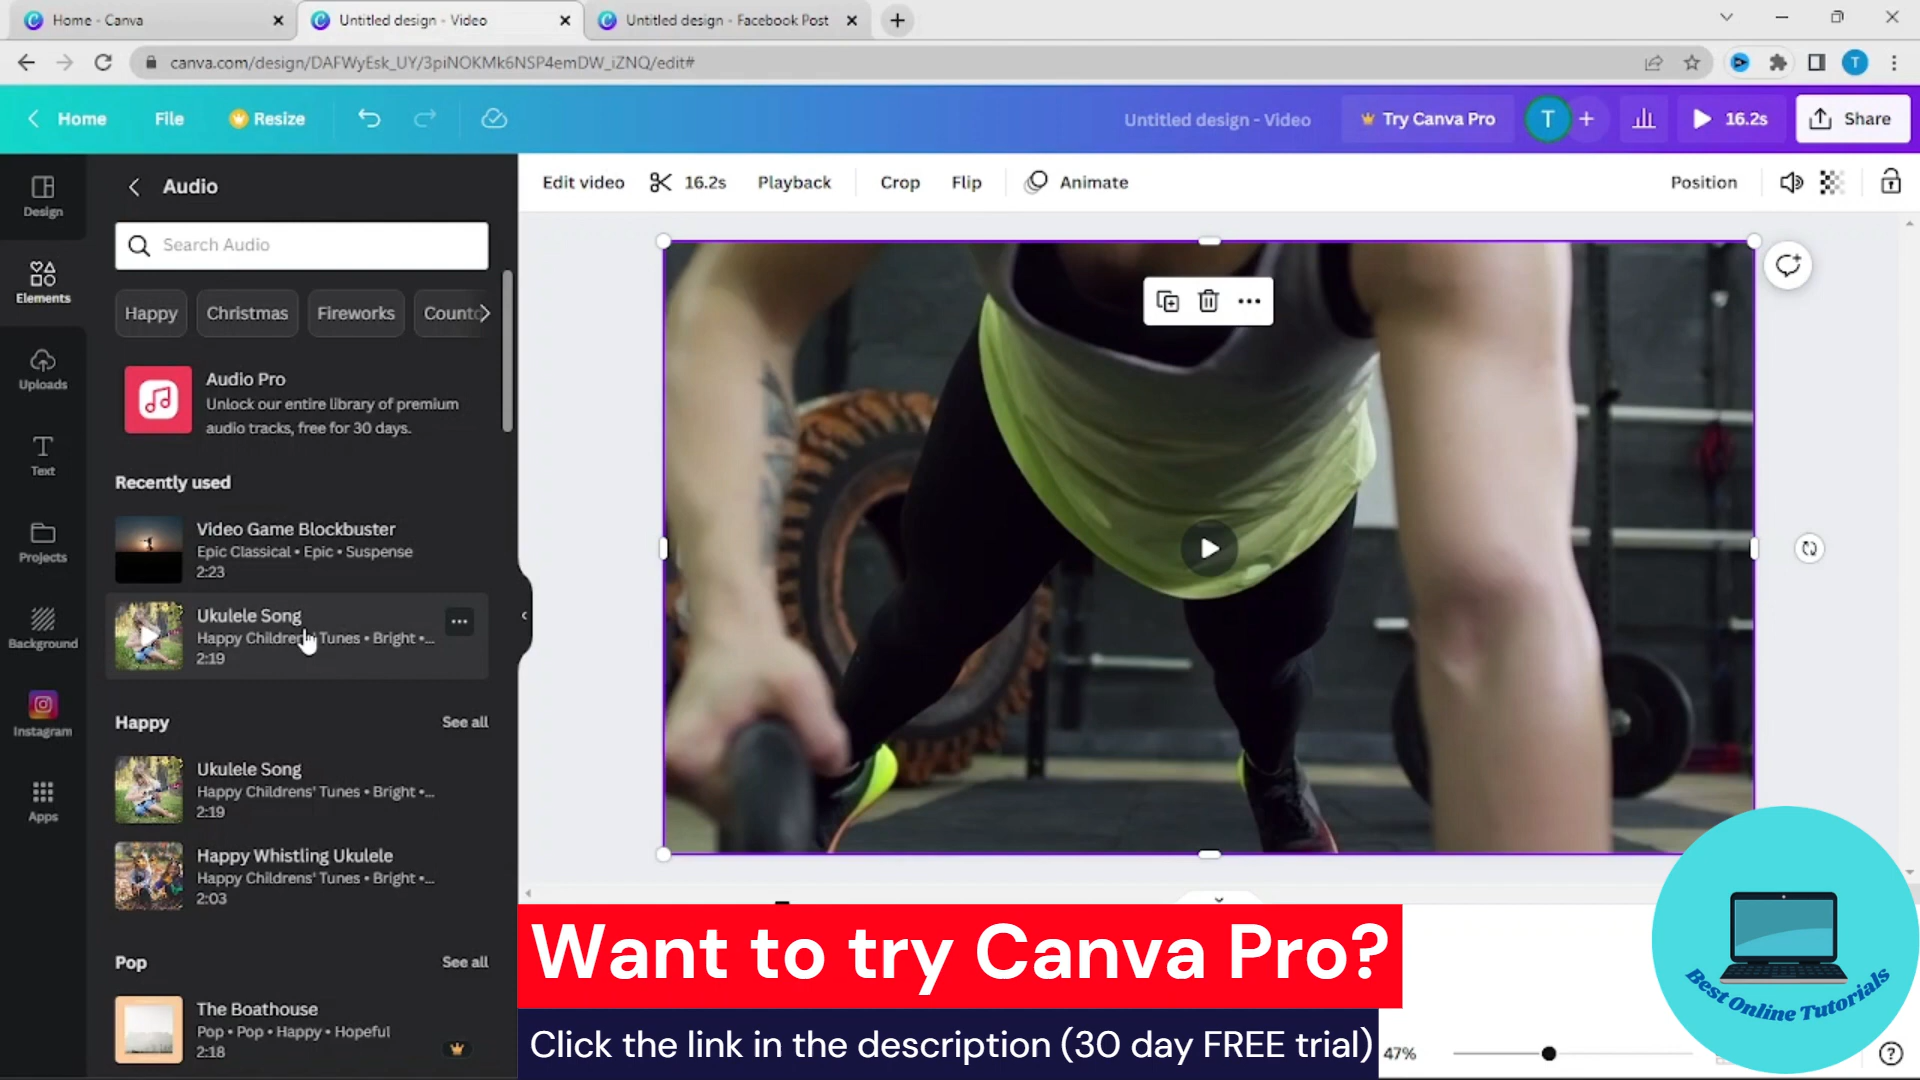 Home - Canva
Untitled design - Video
Untitled design - Facebook Post
canva.com/design/DAFWyEsk_UY/3piNOKMk6NSP4emDW_iZNQ/edit#
T
Home
File
Resize
Untitled design - Video
Try Canva Pro
T
16.2s
Share
Design
Elements
Uploads
Text
Projects
Background
Instagram
Apps
Audio
Search Audio
Happy
Christmas
Fireworks
Countd
Audio Pro
Unlock our entire library of premium
audio tracks, free for 30 days.
Recently used
Video Game Blockbuster
Epic Classical • Epic • Suspense
2:23
Ukulele Song
Happy Childrens' Tunes • Bright •...
2:19
Happy
See all
Ukulele Song
Happy Childrens' Tunes • Bright •...
2:19
Happy Whistling Ukulele
Happy Childrens' Tunes • Bright •...
2:03
Pop
See all
The Boathouse
Pop • Pop • Happy • Hopeful
2:18
Edit video
16.2s
Playback
Crop
Flip
Animate
Position
Want to try Canva Pro?
Click the link in the description (30 day FREE trial)
47%
Best Online Tutorials